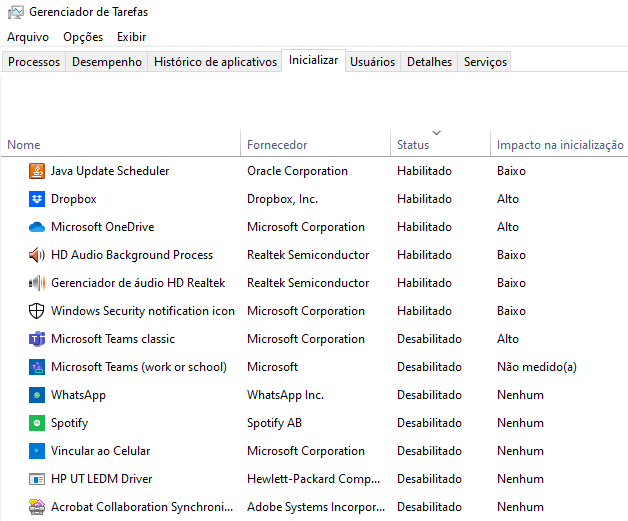 Gerenciador de Tarefas
Arquivo Opções Exibir
Processos Desempenho Histórico de aplicativos Inicializar Usuários Detalhes Serviços
Nome Fornecedor Status Impacto na inicialização
Java Update Scheduler Oracle Corporation Habilitado Baixo
Dropbox Dropbox, Inc. Habilitado Alto
Microsoft OneDrive Microsoft Corporation Habilitado Alto
HD Audio Background Process Realtek Semiconductor Habilitado Baixo
Gerenciador de áudio HD Realtek Realtek Semiconductor Habilitado Baixo
Windows Security notification icon Microsoft Corporation Habilitado Baixo
Microsoft Teams classic Microsoft Corporation Desabilitado Alto
Microsoft Teams (work or school) Microsoft Desabilitado Não medido(a)
WhatsApp WhatsApp Inc. Desabilitado Nenhum
Spotify Spotify AB Desabilitado Nenhum
Vincular ao Celular Microsoft Corporation Desabilitado Nenhum
HP UT LEDM Driver Hewlett-Packard Comp... Desabilitado Nenhum
Acrobat Collaboration Synchroni... Adobe Systems Incorpor... Desabilitado Nenhum